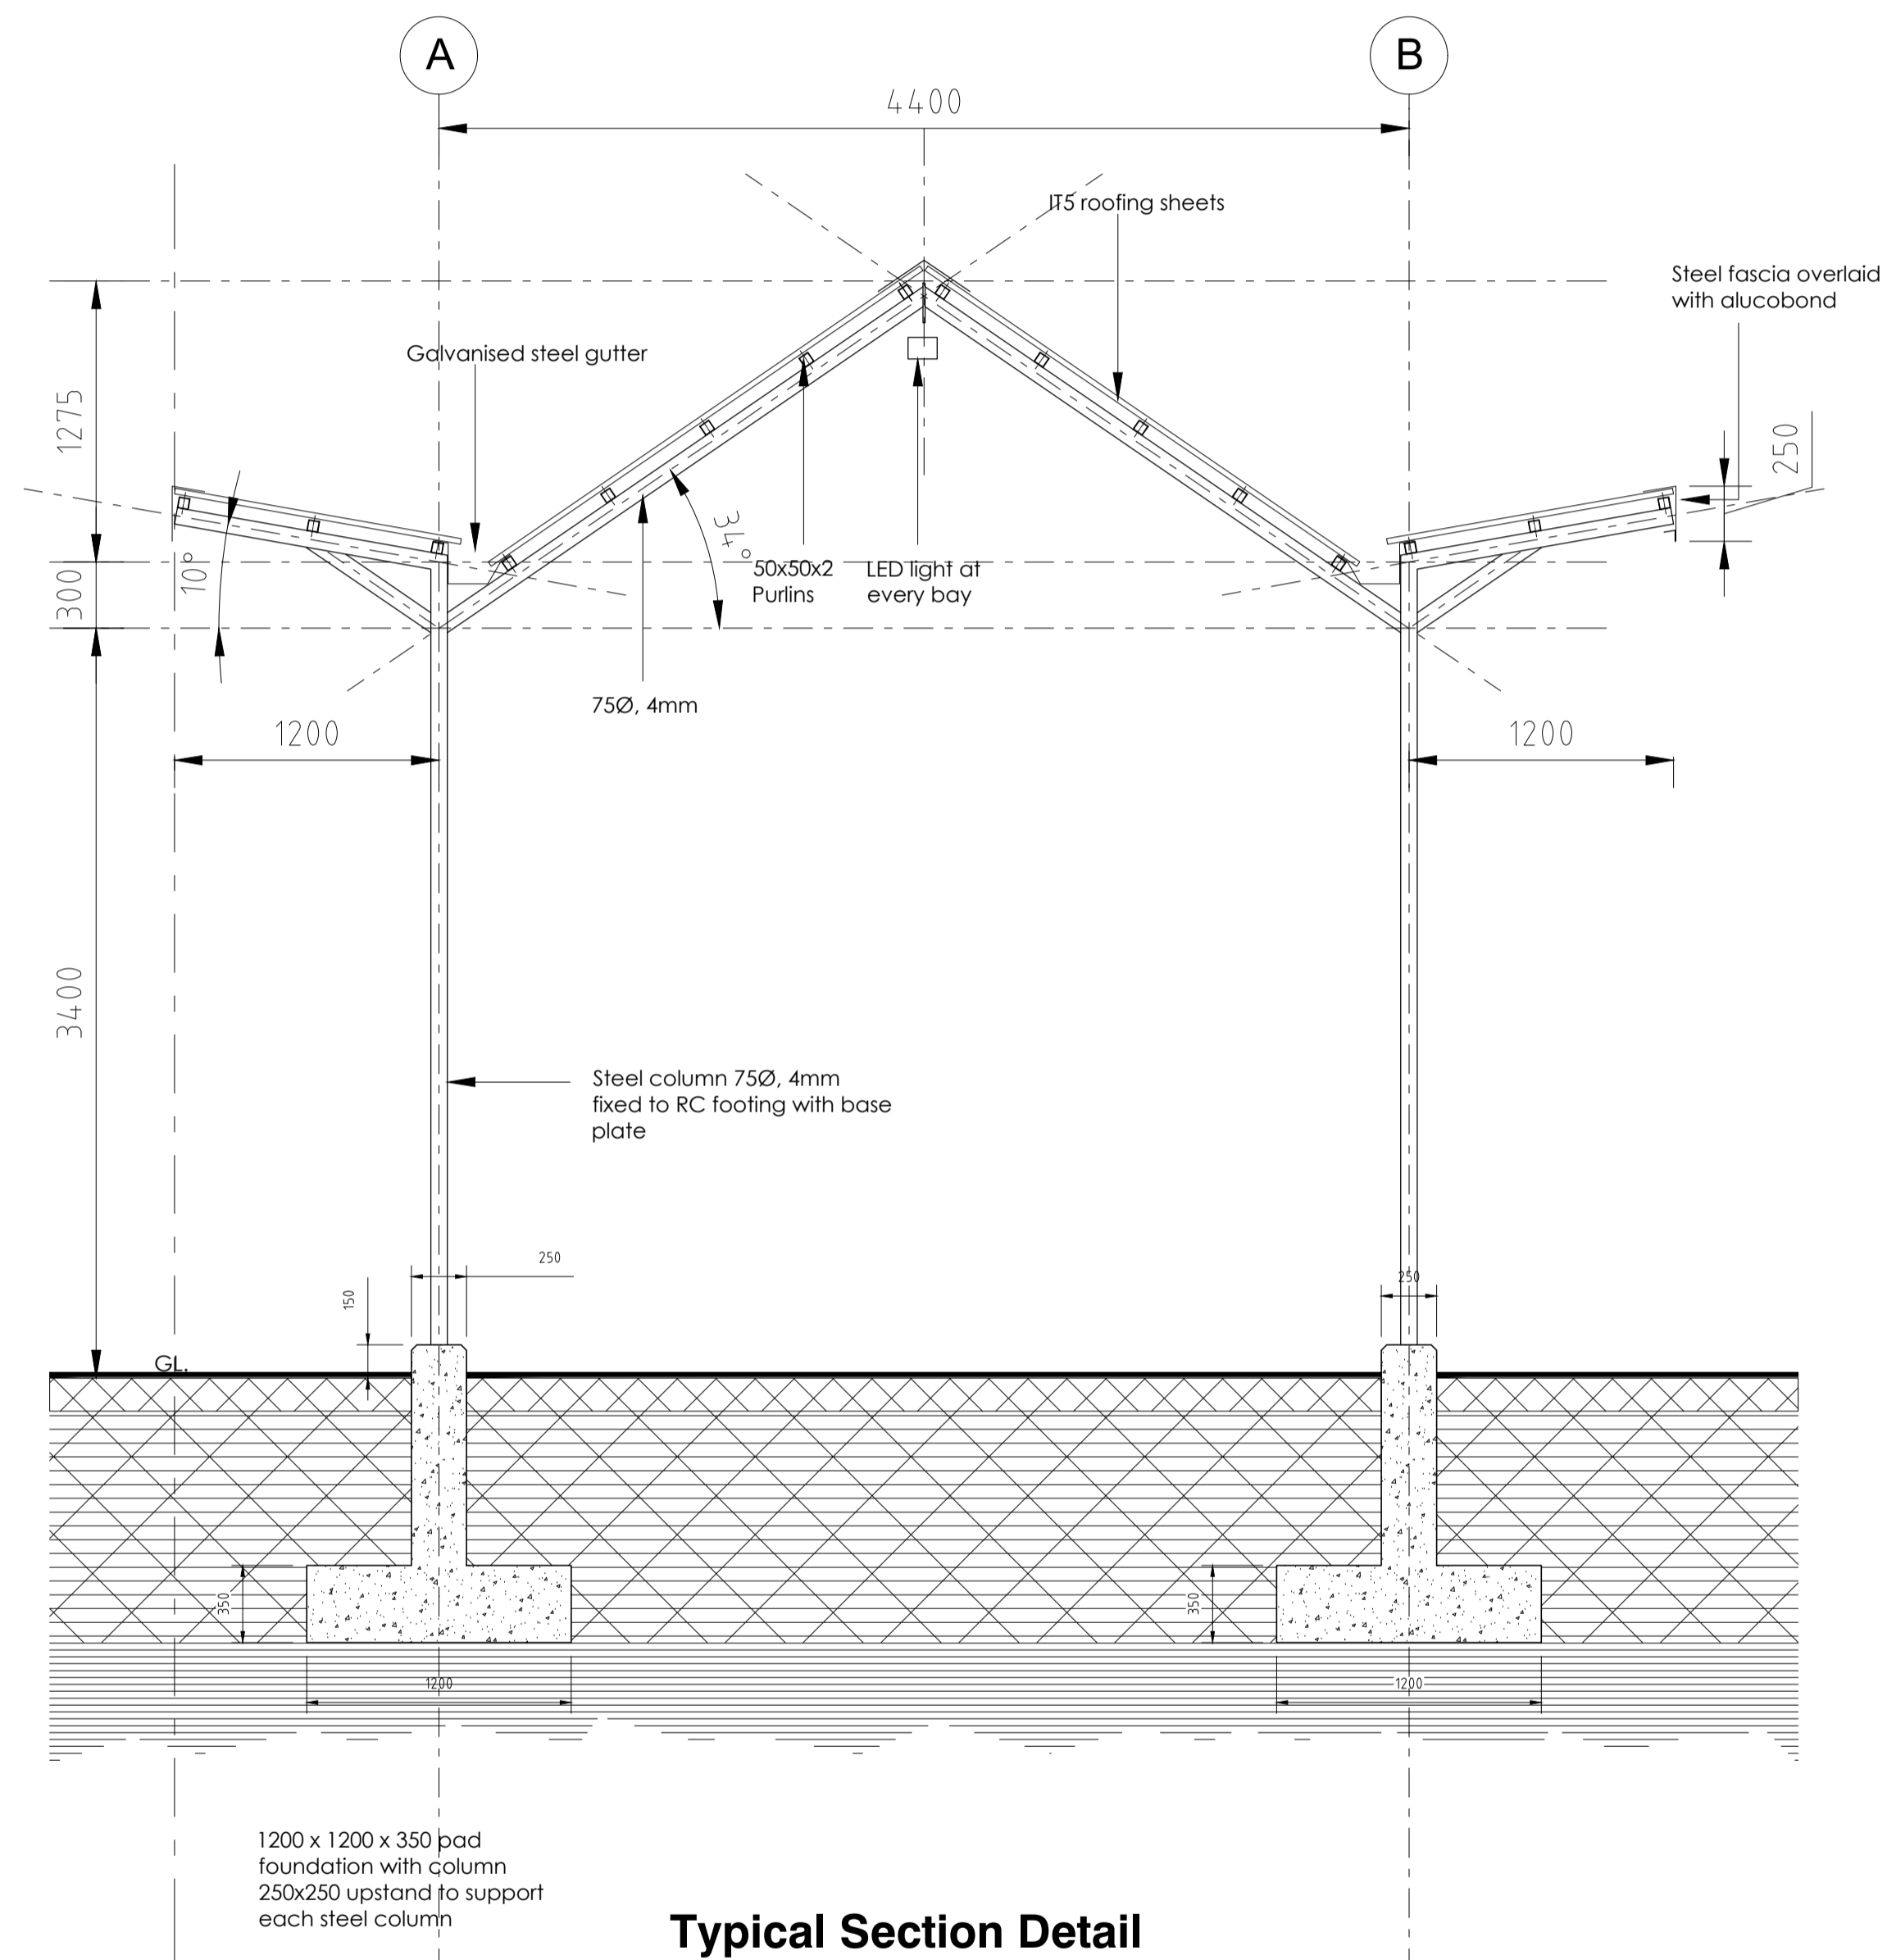 A
B
4400
IT5 roofing sheets
Steel fascia overlaid
with alucobond
Galvanised steel gutter
1275
250
34°
10°
300
50x50x2
Purlins
LED light at
every bay
75Ø, 4mm
1200
1200
3400
Steel column 75Ø, 4mm
fixed to RC footing with base
plate
250
250
150
GL.
350
350
1200
1200
1200 x 1200 x 350 pad
foundation with column
250x250 upstand to support
each steel column
Typical Section Detail